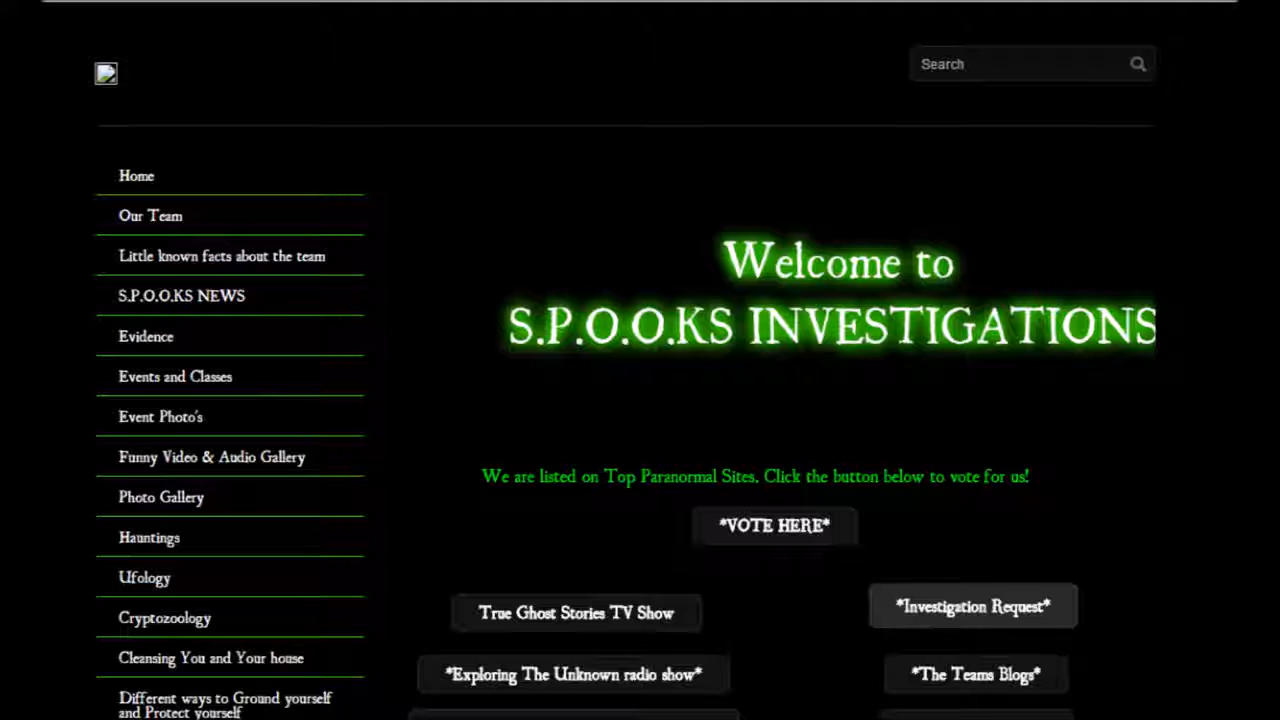 Search
Home
Our Team
Little known facts about the team
S.P.O.O.KS NEWS
Evidence
Events and Classes
Event Photo's
Funny Video & Audio Gallery
Photo Gallery
Hauntings
Ufology
Cryptozoology
Cleansing You and Your house
Different ways to Ground yourself
and Protect yourself
Welcome to
S.P.O.O.KS INVESTIGATIONS
We are listed on Top Paranormal Sites. Click the button below to vote for us!
*VOTE HERE*
True Ghost Stories TV Show
*Investigation Request*
*Exploring The Unknown radio show*
*The Teams Blogs*